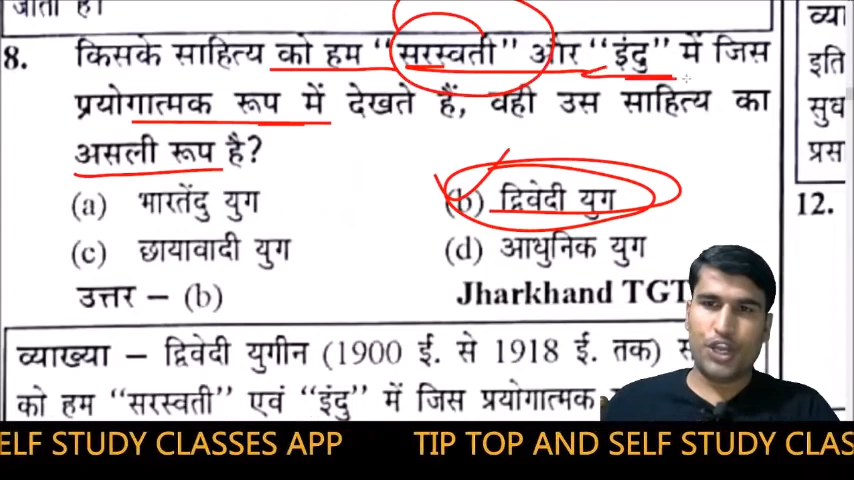 जाता है।
8. किसके साहित्य को हम "सरस्वती" और "इंदु" में जिस
प्रयोगात्मक रूप में देखते हैं, वही उस साहित्य का
असली रूप है?
(a) भारतेंदु युग (b) द्विवेदी युग
(c) छायावादी युग (d) आधुनिक युग
उत्तर – (b) Jharkhand TGT
व्याख्या – द्विवेदी युगीन (1900 ई. से 1918 ई. तक)
को हम "सरस्वती" एवं "इंदु" में जिस प्रयोगात्मक
व्या
इति
सुध
प्रस
12.
ELF STUDY CLASSES APP TIP TOP AND SELF STUDY CLAS